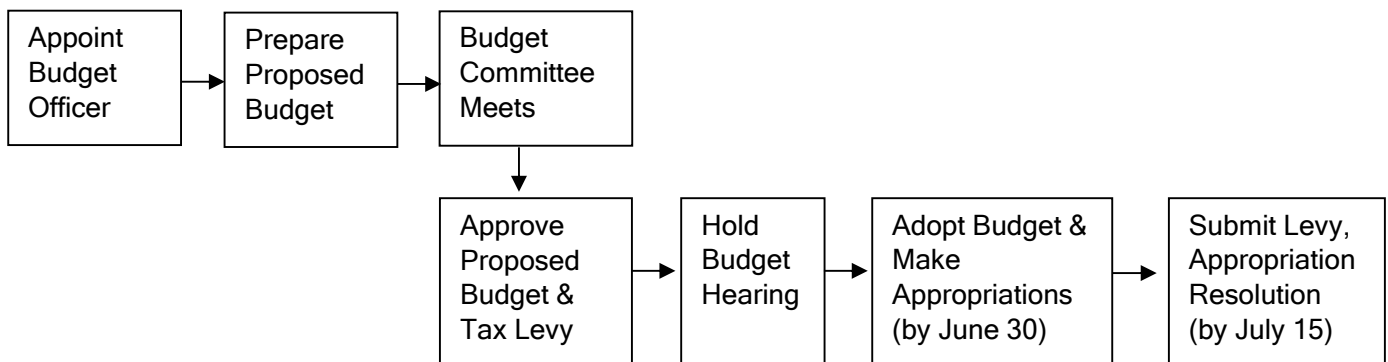 Appoint
Budget
Officer
Prepare
Proposed
Budget
Budget
Committee
Meets
Approve
Proposed
Budget &
Tax Levy
Hold
Budget
Hearing
Adopt Budget &
Make
Appropriations
(by June 30)
Submit Levy,
Appropriation
Resolution
(by July 15)